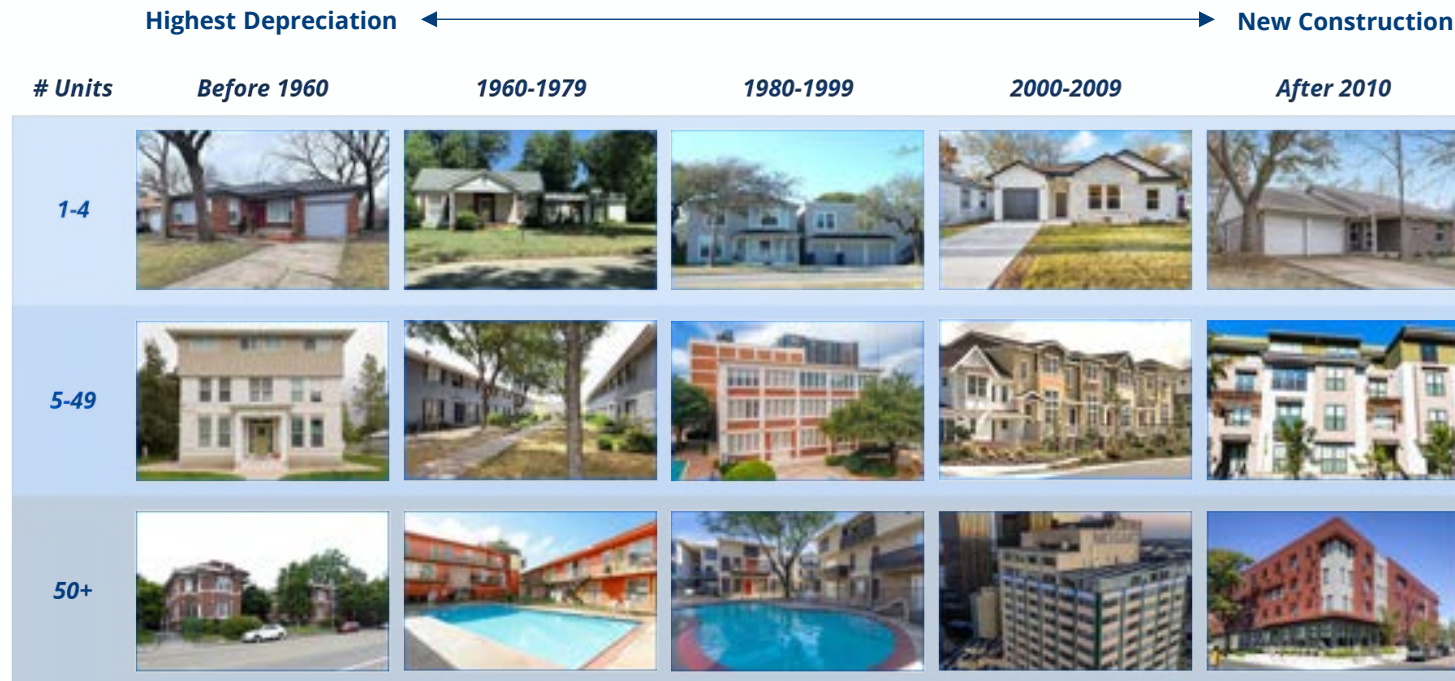 Highest Depreciation
New Construction
# Units
Before 1960
1960-1979
1980-1999
2000-2009
After 2010
1-4
5-49
50+